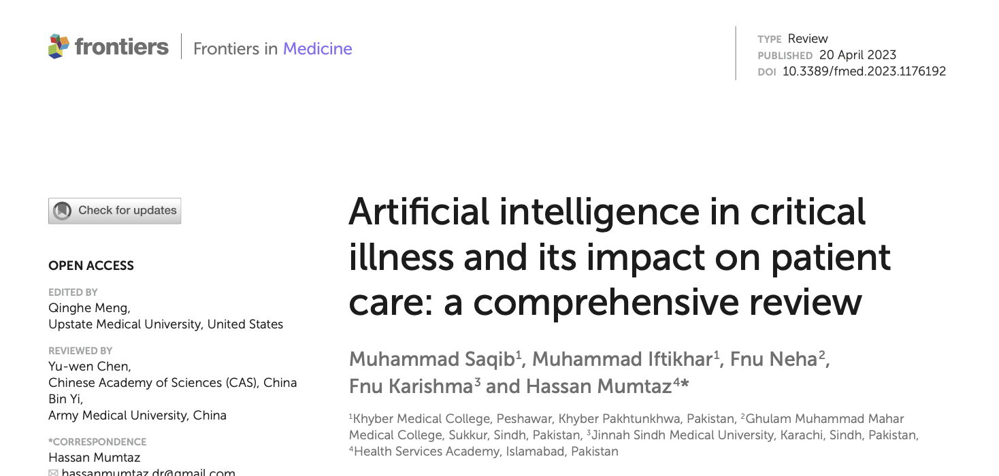 frontiers | Frontiers in Medicine
TYPE Review
PUBLISHED 20 April 2023
DOI 10.3389/fmed.2023.1176192
Check for updates
OPEN ACCESS
EDITED BY
Qinghe Meng,
Upstate Medical University, United States
REVIEWED BY
Yu-wen Chen,
Chinese Academy of Sciences (CAS), China
Bin Yi,
Army Medical University, China
*CORRESPONDENCE
Hassan Mumtaz
hassanmumtaz.dr@gmail.com
Artificial intelligence in critical
illness and its impact on patient
care: a comprehensive review
Muhammad Saqib¹, Muhammad Iftikhar¹, Fnu Neha²,
Fnu Karishma³ and Hassan Mumtaz⁴*
¹Khyber Medical College, Peshawar, Khyber Pakhtunkhwa, Pakistan, ²Ghulam Muhammad Mahar
Medical College, Sukkur, Sindh, Pakistan, ³Jinnah Sindh Medical University, Karachi, Sindh, Pakistan,
⁴Health Services Academy, Islamabad, Pakistan